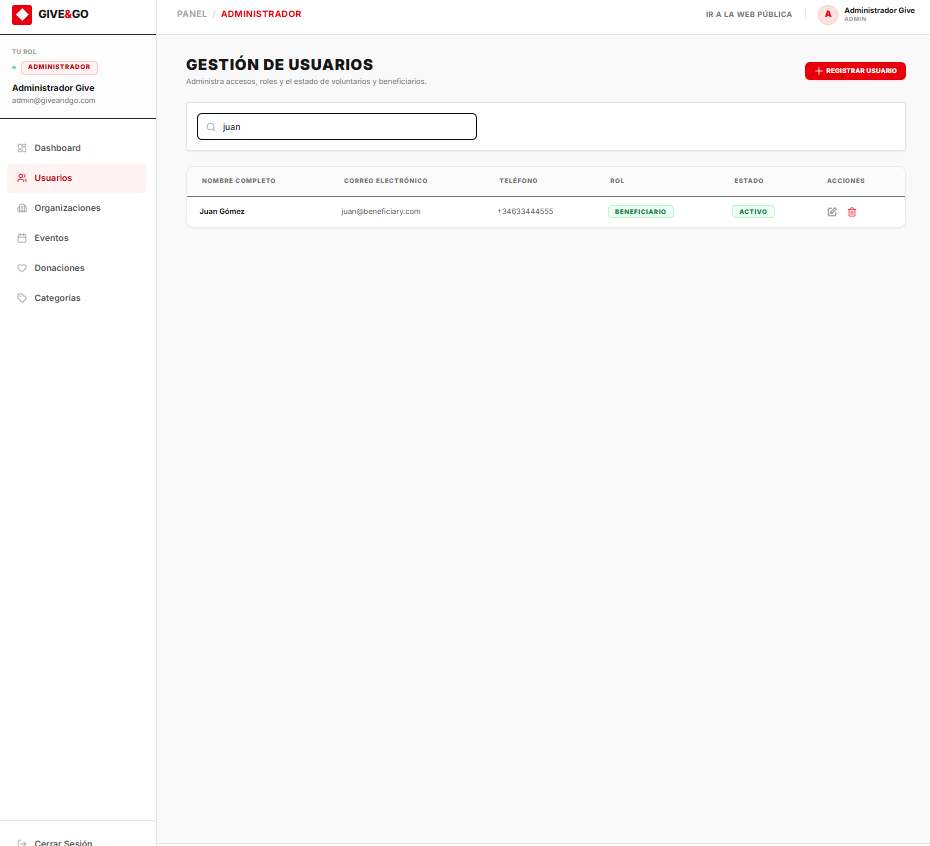 GIVE&GO
PANEL / ADMINISTRADOR
IR A LA WEB PÚBLICA
A
Administrador Give
ADMIN
TU ROL
ADMINISTRADOR
Administrador Give
admin@giveandgo.com
Dashboard
Usuarios
Organizaciones
Eventos
Donaciones
Categorías
Cerrar Sesión
GESTIÓN DE USUARIOS
Administra accesos, roles y el estado de voluntarios y beneficiarios.
REGISTRAR USUARIO
juan
NOMBRE COMPLETO CORREO ELECTRÓNICO TELÉFONO ROL ESTADO ACCIONES
Juan Gómez juan@beneficiary.com +34633444555 BENEFICIARIO ACTIVO